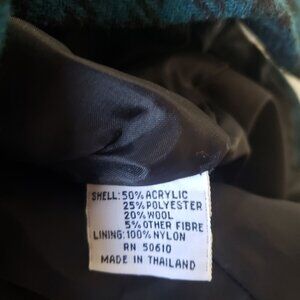 SHELL: 50% ACRYLIC
25% POLYESTER
20% WOOL
5% OTHER FIBRE
LINING: 100% NYLON
RN 50610
MADE IN THAILAND